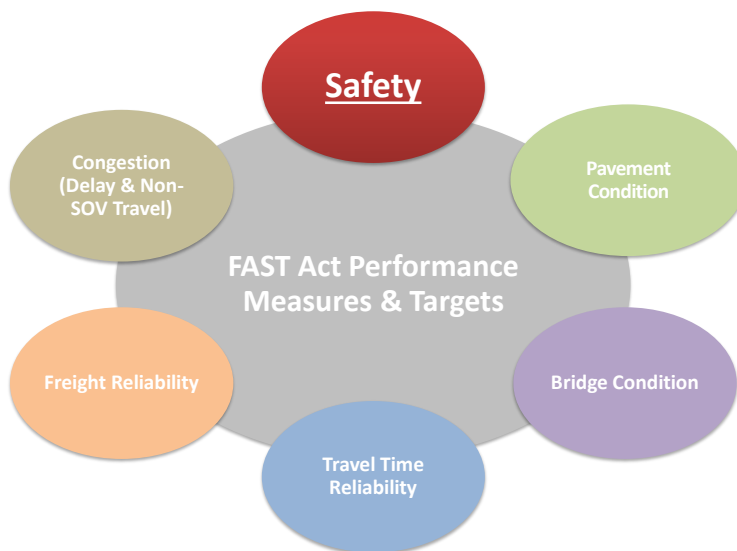 Safety
Congestion
(Delay & Non-
SOV Travel)
Pavement
Condition
FAST Act Performance
Measures & Targets
Freight Reliability
Bridge Condition
Travel Time
Reliability